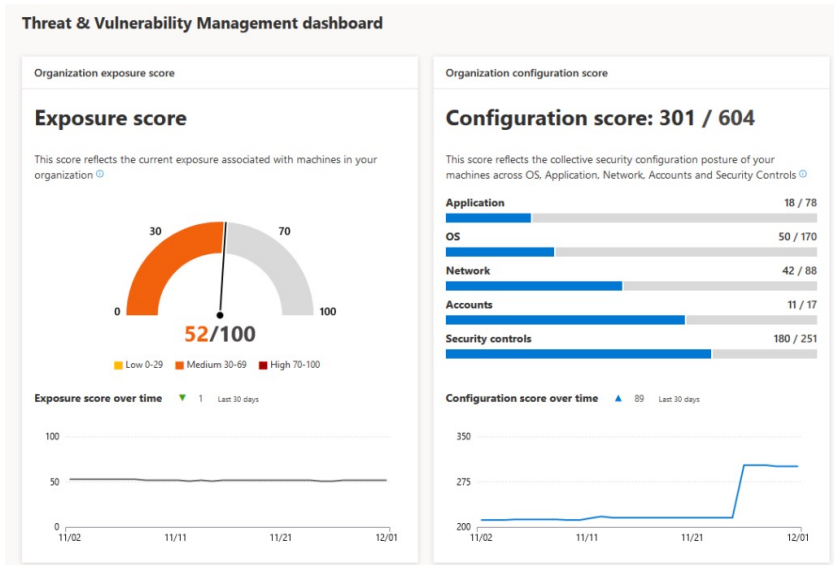 Threat & Vulnerability Management dashboard
Organization exposure score
Exposure score
This score reflects the current exposure associated with machines in your
organization
30
70
0
100
52/100
Low 0-29
Medium 30-69
High 70-100
Exposure score over time
1
Last 30 days
100
50
0
11/02
11/11
11/21
12/01
Organization configuration score
Configuration score: 301 / 604
This score reflects the collective security configuration posture of your
machines across OS, Application, Network, Accounts and Security Controls
Application
18 / 78
OS
50 / 170
Network
42 / 88
Accounts
11 / 17
Security controls
180 / 251
Configuration score over time
89
Last 30 days
350
275
200
11/02
11/11
11/21
12/01